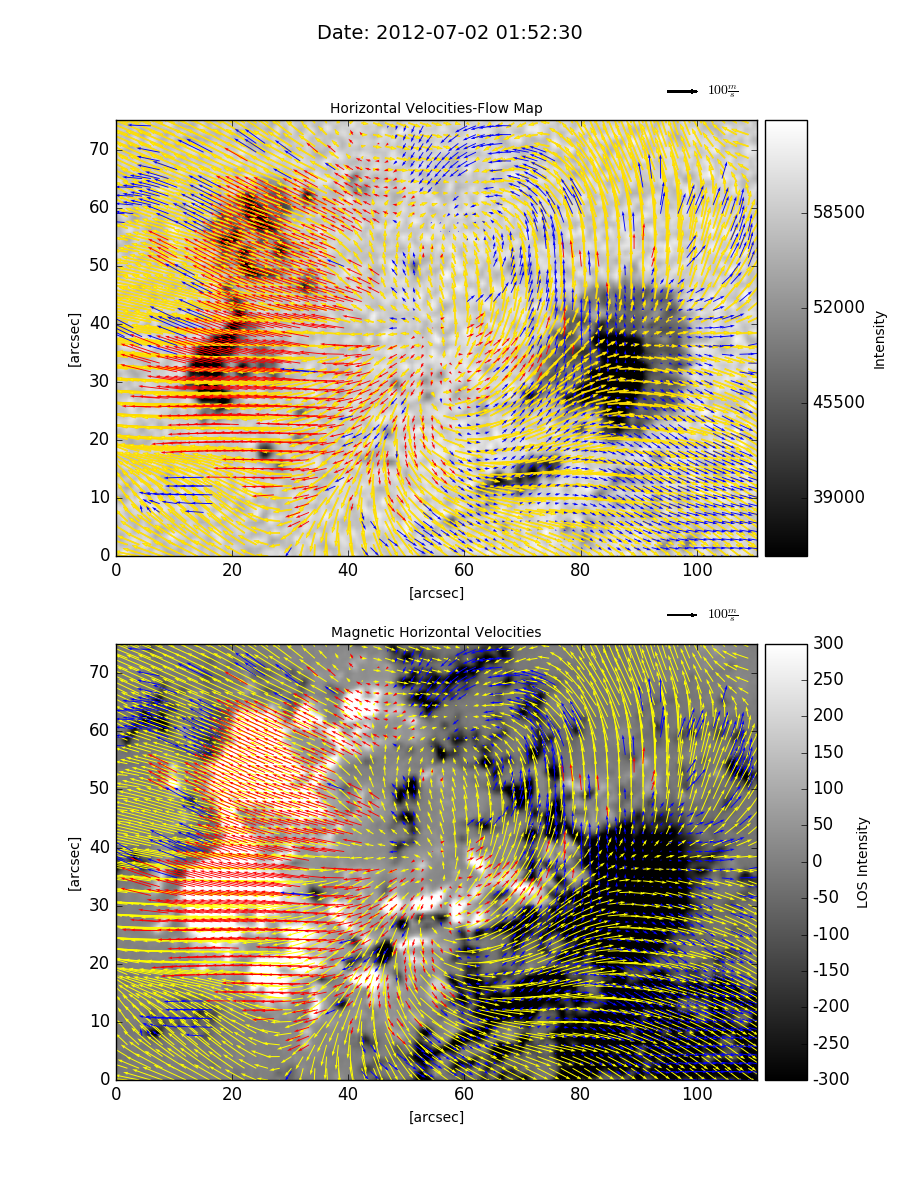 Date: 2012-07-02 01:52:30
100 m/s
Horizontal Velocities-Flow Map
70
60
50
40
30
20
10
0
[arcsec]
0 20 40 60 80 100
[arcsec]
58500
52000
45500
39000
Intensity
100 m/s
Magnetic Horizontal Velocities
70
60
50
40
30
20
10
0
[arcsec]
0 20 40 60 80 100
[arcsec]
300
250
200
150
100
50
0
-50
-100
-150
-200
-250
-300
LOS Intensity